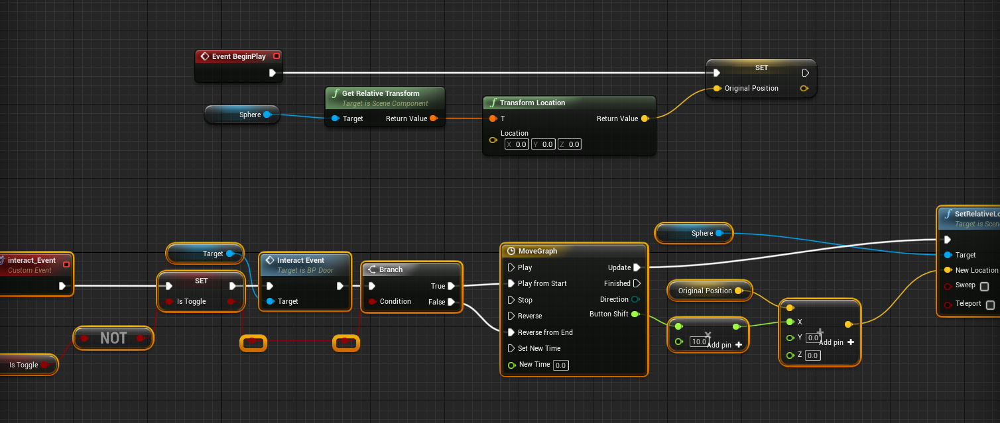 Event BeginPlay
SET
Original Position
Sphere
Get Relative Transform
Target is Scene Component
Target
Return Value
Transform Location
T
Return Value
Location
X 0.0 Y 0.0 Z 0.0
interact_Event
Custom Event
Is Toggle
NOT
Target
SET
Is Toggle
Interact Event
Target is BP Door
Target
Branch
True
Condition
False
MoveGraph
Play
Update
Play from Start
Finished
Stop
Direction
Reverse
Button Shift
Reverse from End
Set New Time
New Time 0.0
Sphere
Original Position
10.0
Add pin
X
Y 0.0
Add pin
Z 0.0
SetRelativeLo
Target is Scen
Target
New Location
Sweep
Teleport